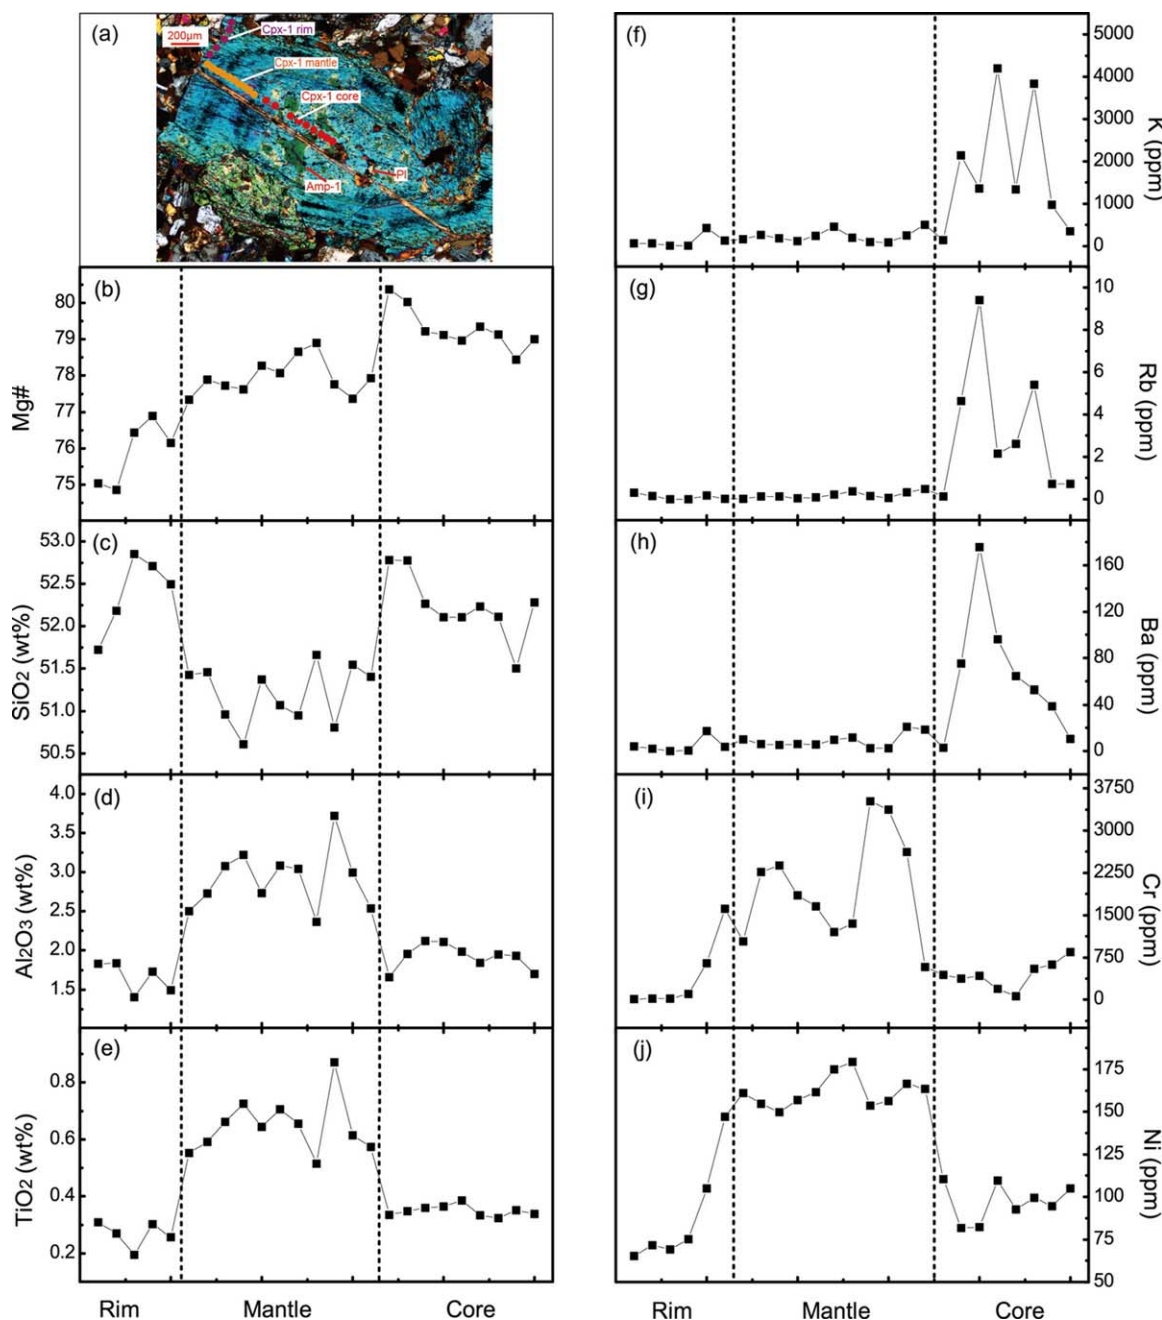 (a)
200μm
Cpx-1 rim
Cpx-1 mantle
Cpx-1 core
Amp-1
Pl
(b)
80
79
78
77
76
75
Mg#
(c)
53.0
52.5
52.0
51.5
51.0
50.5
SiO2 (wt%)
(d)
4.0
3.5
3.0
2.5
2.0
1.5
Al2O3 (wt%)
(e)
0.8
0.6
0.4
0.2
TiO2 (wt%)
Rim Mantle Core
(f)
5000
4000
3000
2000
1000
0
K (ppm)
(g)
10
8
6
4
2
0
Rb (ppm)
(h)
160
120
80
40
0
Ba (ppm)
(i)
3750
3000
2250
1500
750
0
Cr (ppm)
(j)
175
150
125
100
75
50
Ni (ppm)
Rim Mantle Core